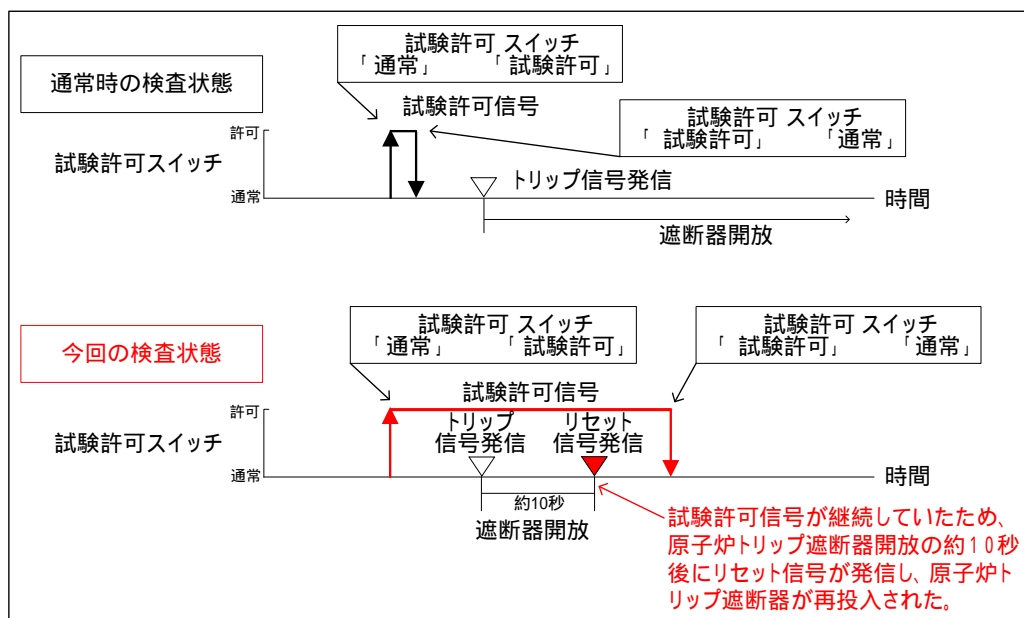 試験許可 スイッチ
「 通常」 「 試験許可」
通常時の検査状態
試験許可信号
試験許可 スイッチ
「 試験許可」 「通常」
許可
試験許可スイッチ
通常
トリップ信号発信
時間
遮断器開放
試験許可 スイッチ
「 通常」 「 試験許可」
試験許可 スイッチ
「 試験許可」 「通常」
今回の検査状態
試験許可信号
許可
試験許可スイッチ
通常
トリップ
信号発信
リセット
信号発信
時間
約10秒
遮断器開放
試験許可信号が継続していたため、
原子炉トリップ遮断器開放の約10秒
後にリセット信号が発信し、原子炉ト
リップ遮断器が再投入された。